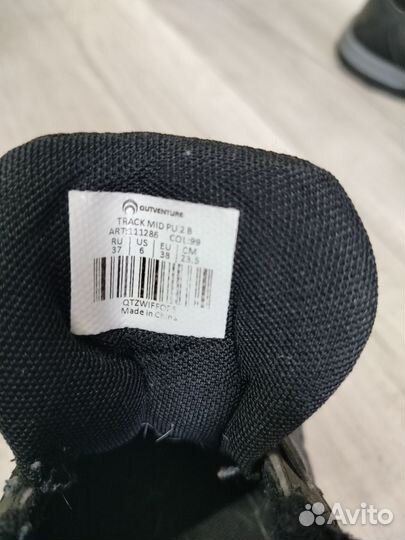 OUTVENTURE
TRACK MID PU 2 B
ART:111286 COL:99
RU US EU CM
37 6 38 23.5
Made in China
Avito